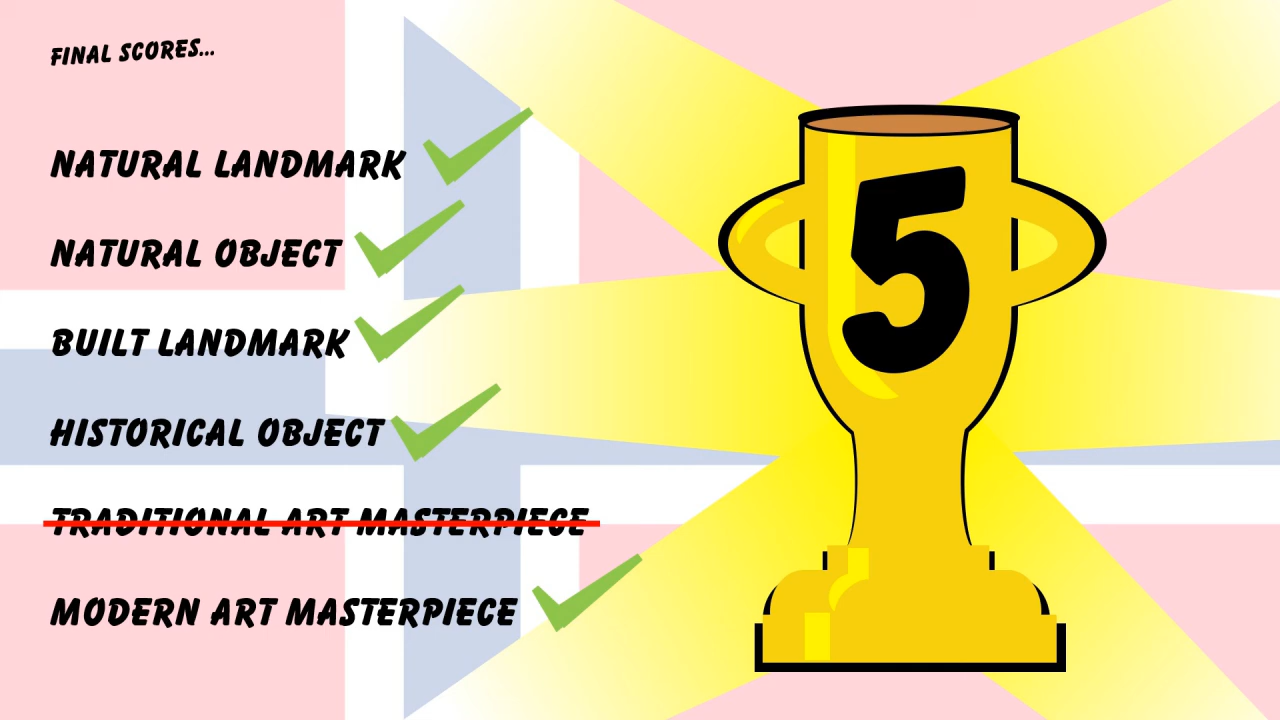 FINAL SCORES...
NATURAL LANDMARK
NATURAL OBJECT
BUILT LANDMARK
HISTORICAL OBJECT
TRADITIONAL ART MASTERPIECE
MODERN ART MASTERPIECE
5